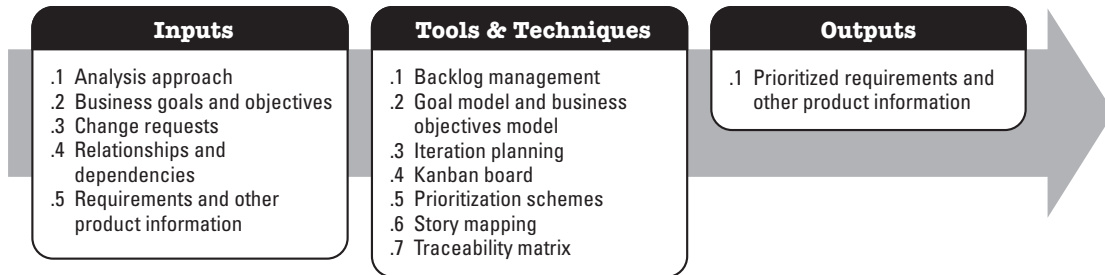 Inputs
.1 Analysis approach
.2 Business goals and objectives
.3 Change requests
.4 Relationships and
dependencies
.5 Requirements and other
product information
Tools & Techniques
.1 Backlog management
.2 Goal model and business
objectives model
.3 Iteration planning
.4 Kanban board
.5 Prioritization schemes
.6 Story mapping
.7 Traceability matrix
Outputs
.1 Prioritized requirements and
other product information